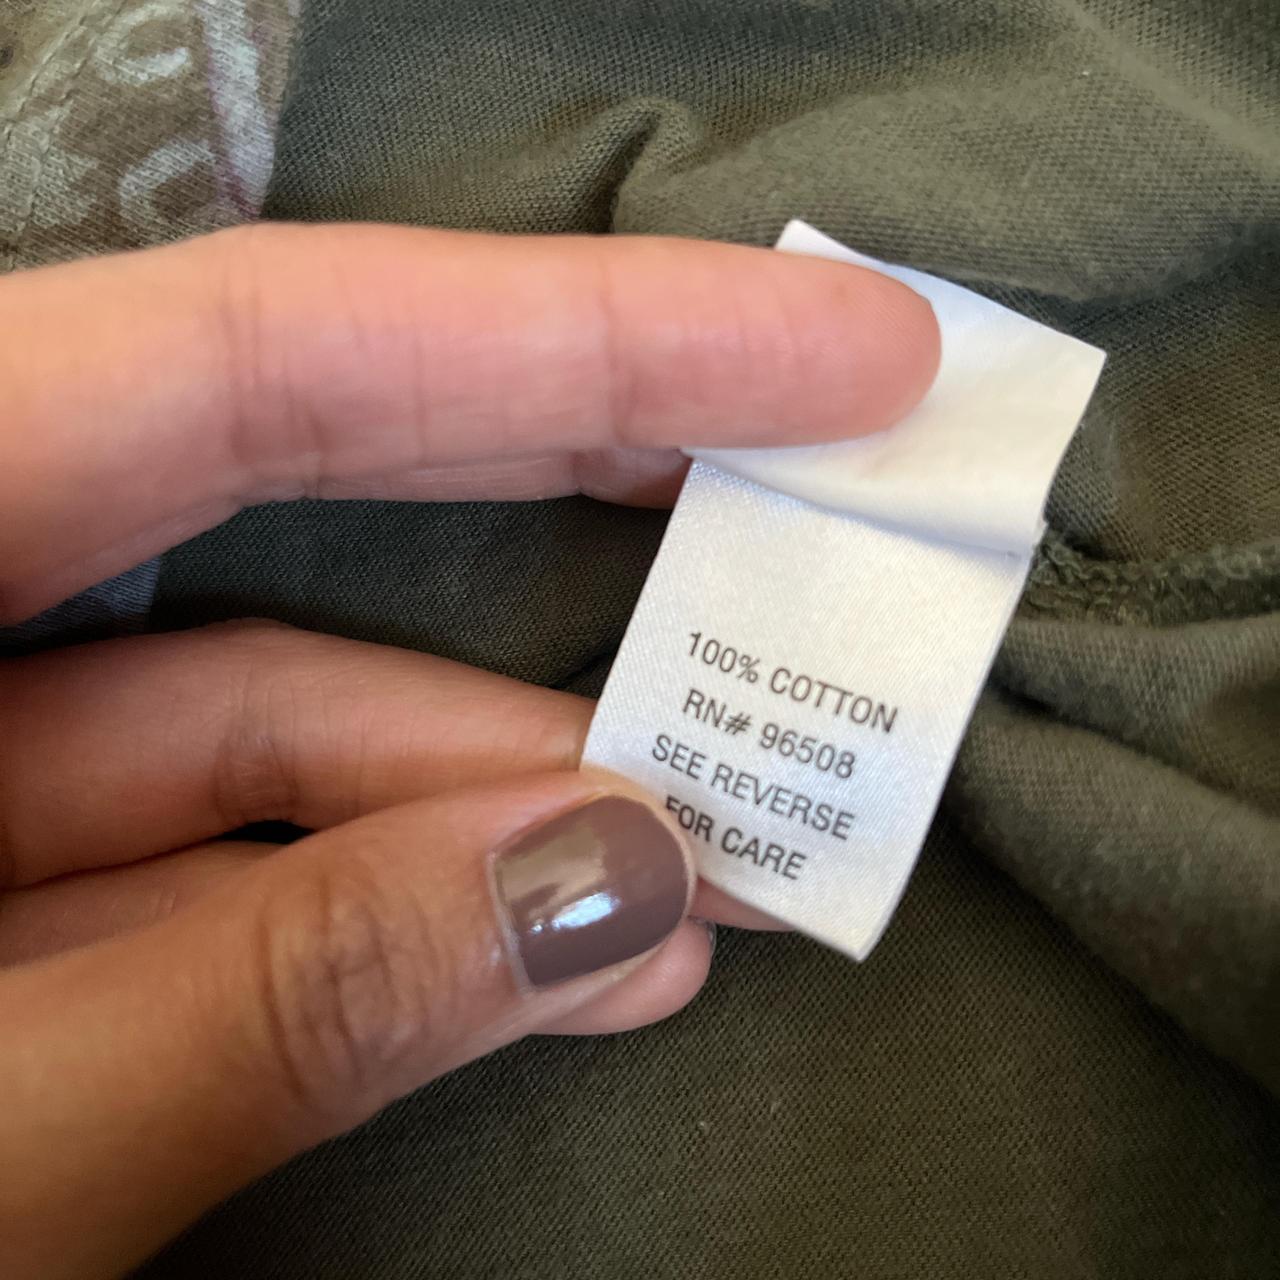 100% COTTON
RN# 96508
SEE REVERSE
FOR CARE